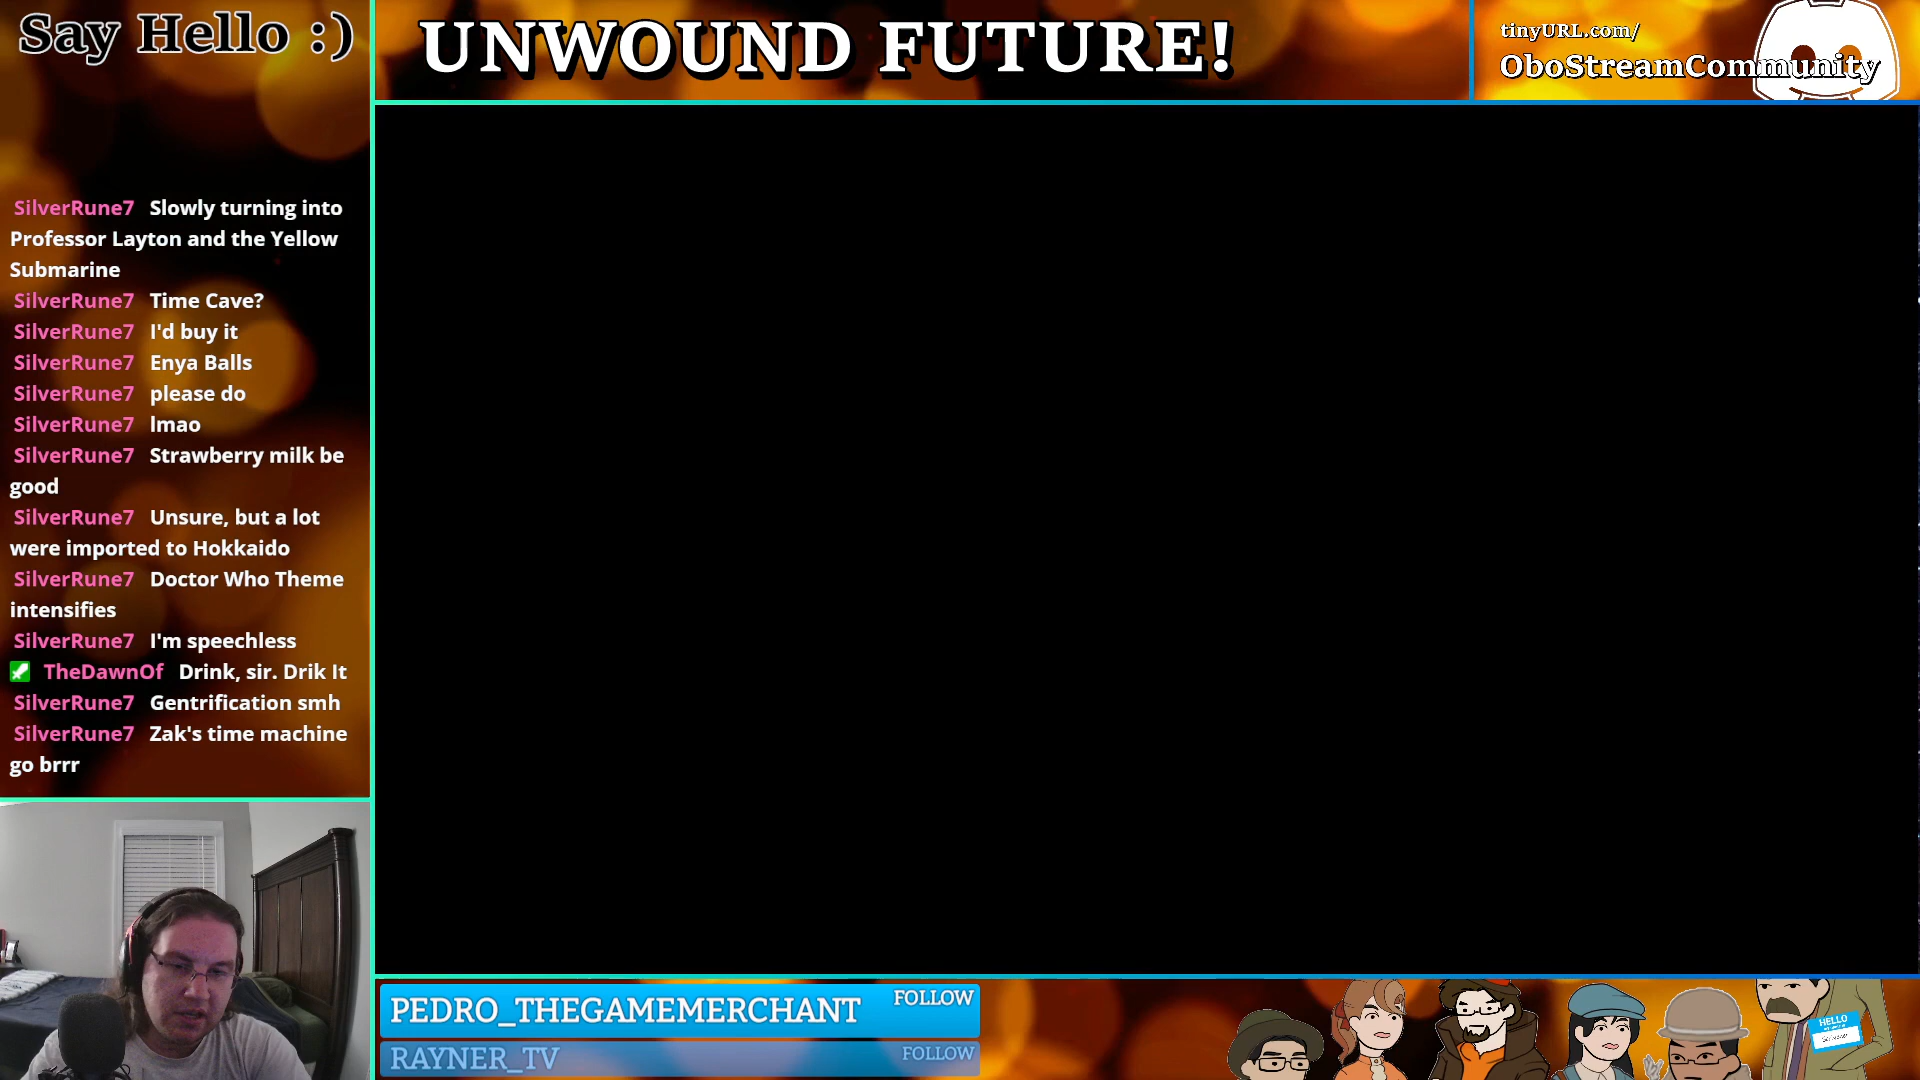 Say Hello :)
UNWOUND FUTURE!
tinyURL.com/
OboStreamCommunity
SilverRune7 Slowly turning into
Professor Layton and the Yellow
Submarine
SilverRune7 Time Cave?
SilverRune7 I'd buy it
SilverRune7 Enya Balls
SilverRune7 please do
SilverRune7 lmao
SilverRune7 Strawberry milk be
good
SilverRune7 Unsure, but a lot
were imported to Hokkaido
SilverRune7 Doctor Who Theme
intensifies
SilverRune7 I'm speechless
TheDawnOf Drink, sir. Drik It
SilverRune7 Gentrification smh
SilverRune7 Zak's time machine
go brrr
PEDRO_THEGAMEMERCHANT FOLLOW
RAYNER_TV FOLLOW
HELLO